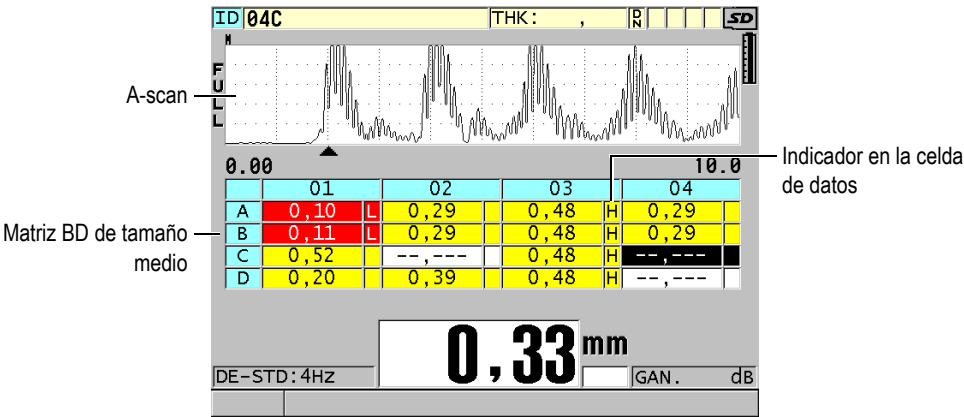 ID 04C THK: , DN SD
M
FULL
A-scan
0.00 10.0
Indicador en la celda
de datos
01 02 03 04
A 0,10 L 0,29 0,48 H 0,29
Matriz BD de tamaño
medio
B 0,11 L 0,29 0,48 H 0,29
C 0,52 --,--- 0,48 H --,---
D 0,20 0,39 0,48 H --,---
0,33 mm
DE-STD:4Hz GAN. dB